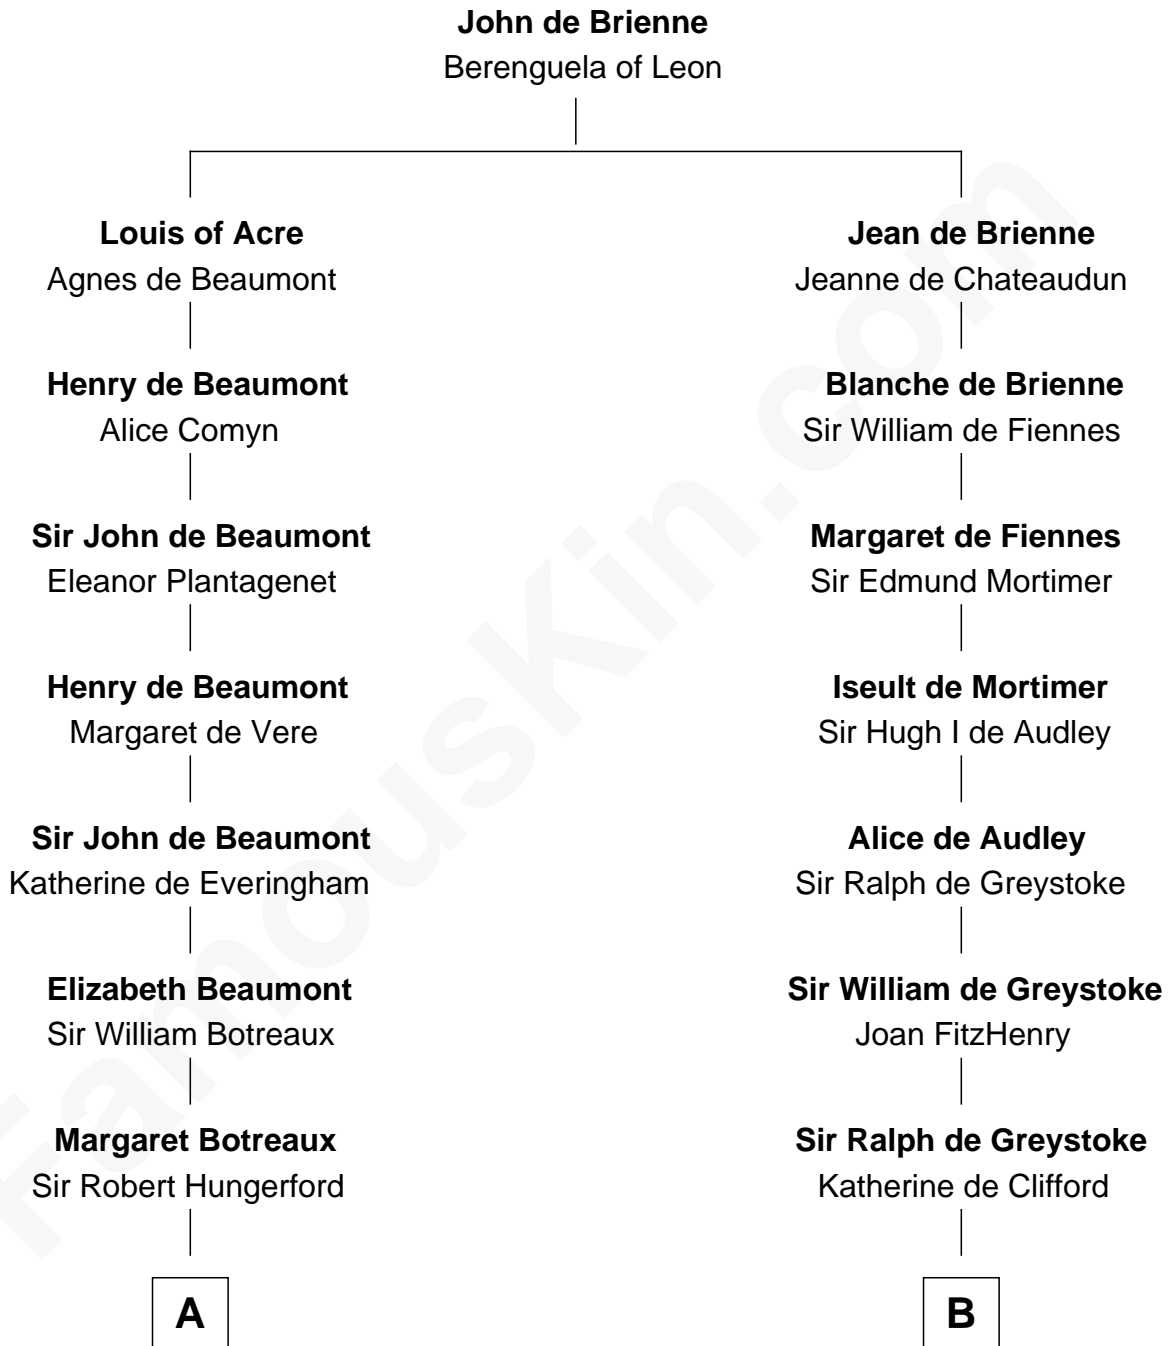 John de Brienne
Berenguela of Leon
Louis of Acre
Agnes de Beaumont
Jean de Brienne
Jeanne de Chateaudun
Henry de Beaumont
Alice Comyn
Blanche de Brienne
Sir William de Fiennes
Sir John de Beaumont
Eleanor Plantagenet
Margaret de Fiennes
Sir Edmund Mortimer
Henry de Beaumont
Margaret de Vere
Iseult de Mortimer
Sir Hugh I de Audley
Sir John de Beaumont
Katherine de Everingham
Alice de Audley
Sir Ralph de Greystoke
Elizabeth Beaumont
Sir William Botreaux
Sir William de Greystoke
Joan FitzHenry
Margaret Botreaux
Sir Robert Hungerford
Sir Ralph de Greystoke
Katherine de Clifford
A
B
FamousKin.com